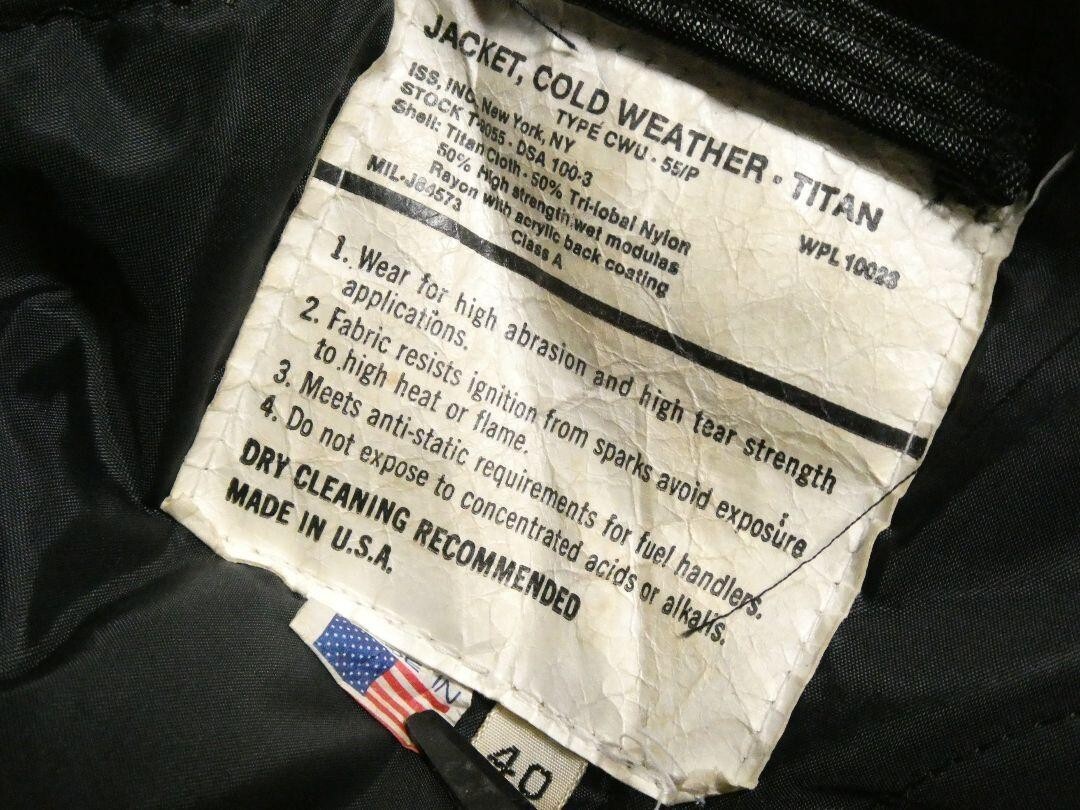 JACKET, COLD WEATHER - TITAN
TYPE CWU - 55/P
ISS, INC, New York, NY
WPL 10023
STOCK T-8055 - DSA 100-3
Shell: Titan Cloth - 50% Tri-lobal Nylon
50% High strength wet modulas
Rayon with acrylic back coating
MIL-J84573
Class A
1. Wear for high abrasion and high tear strength
applications.
2. Fabric resists ignition from sparks avoid exposure
to high heat or flame.
3. Meets anti-static requirements for fuel handlers.
4. Do not expose to concentrated acids or alkalis.
DRY CLEANING RECOMMENDED
MADE IN U.S.A.
IN
40